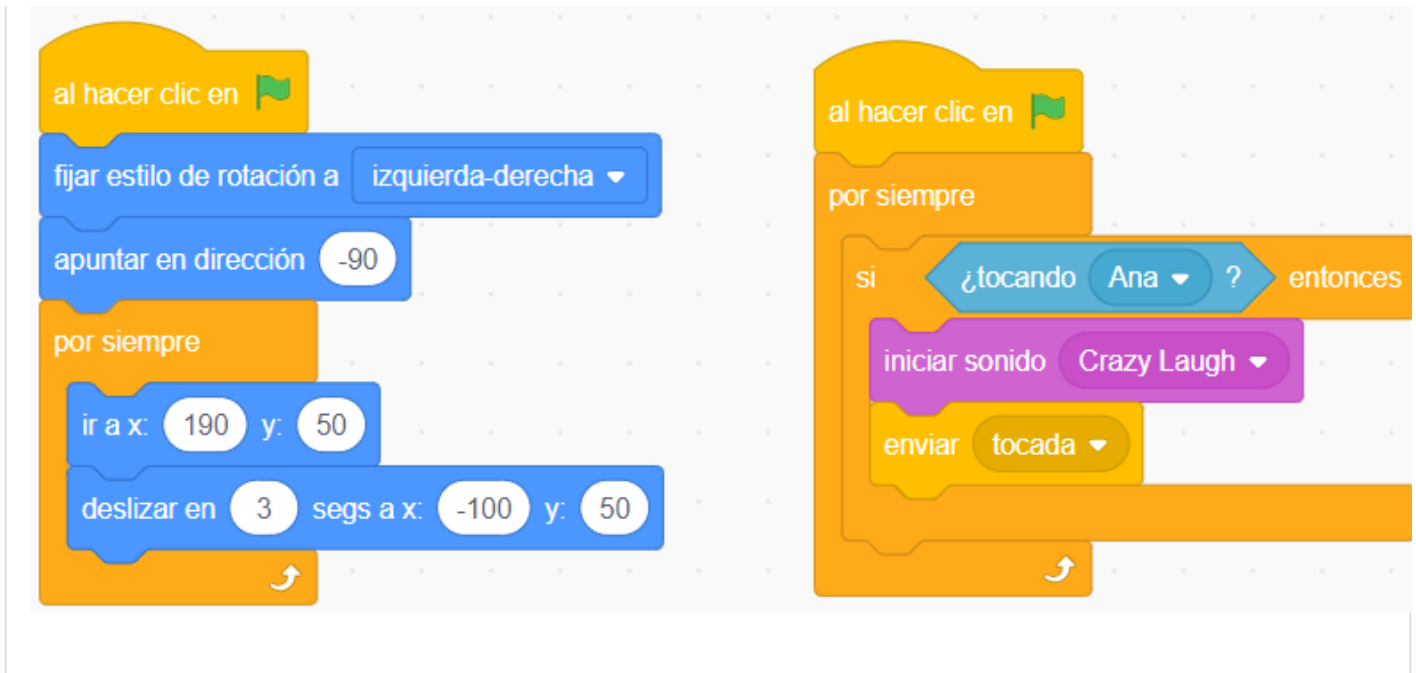 al hacer clic en
fijar estilo de rotación a izquierda-derecha
apuntar en dirección -90
por siempre
ir a x: 190 y: 50
deslizar en 3 segs a x: -100 y: 50
al hacer clic en
por siempre
si ¿tocando Ana ? entonces
iniciar sonido Crazy Laugh
enviar tocada